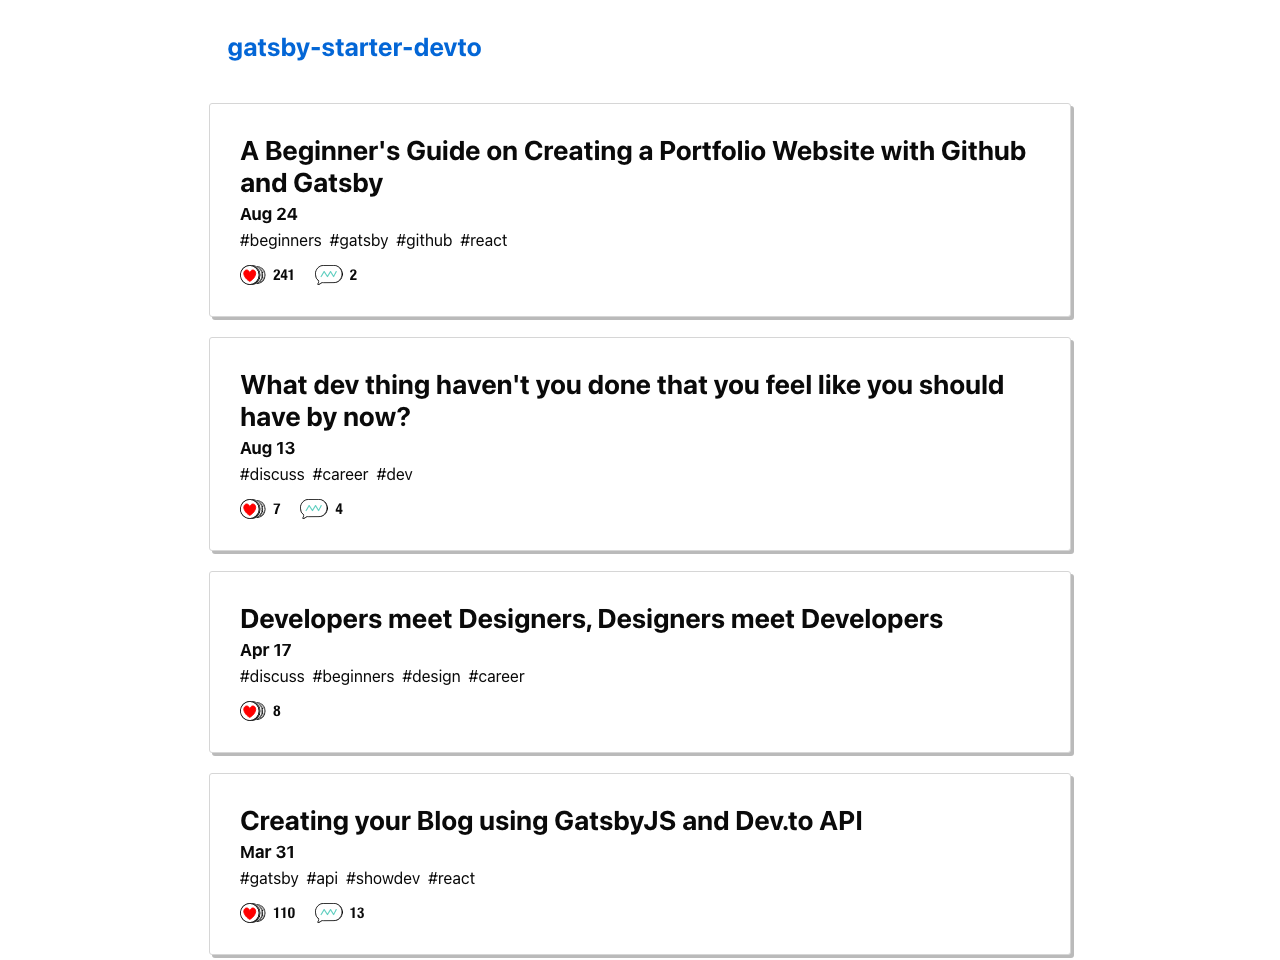 gatsby-starter-devto
A Beginner's Guide on Creating a Portfolio Website with Github
and Gatsby
Aug 24
#beginners #gatsby #github #react
241 2
What dev thing haven't you done that you feel like you should
have by now?
Aug 13
#discuss #career #dev
7 4
Developers meet Designers, Designers meet Developers
Apr 17
#discuss #beginners #design #career
8
Creating your Blog using GatsbyJS and Dev.to API
Mar 31
#gatsby #api #showdev #react
110 13